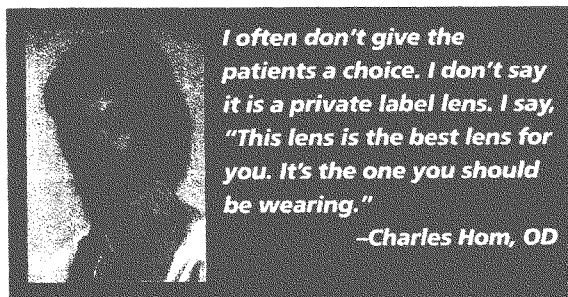 I often don't give the
patients a choice. I don't say
it is a private label lens. I say,
"This lens is the best lens for
you. It's the one you should
be wearing."
–Charles Hom, OD